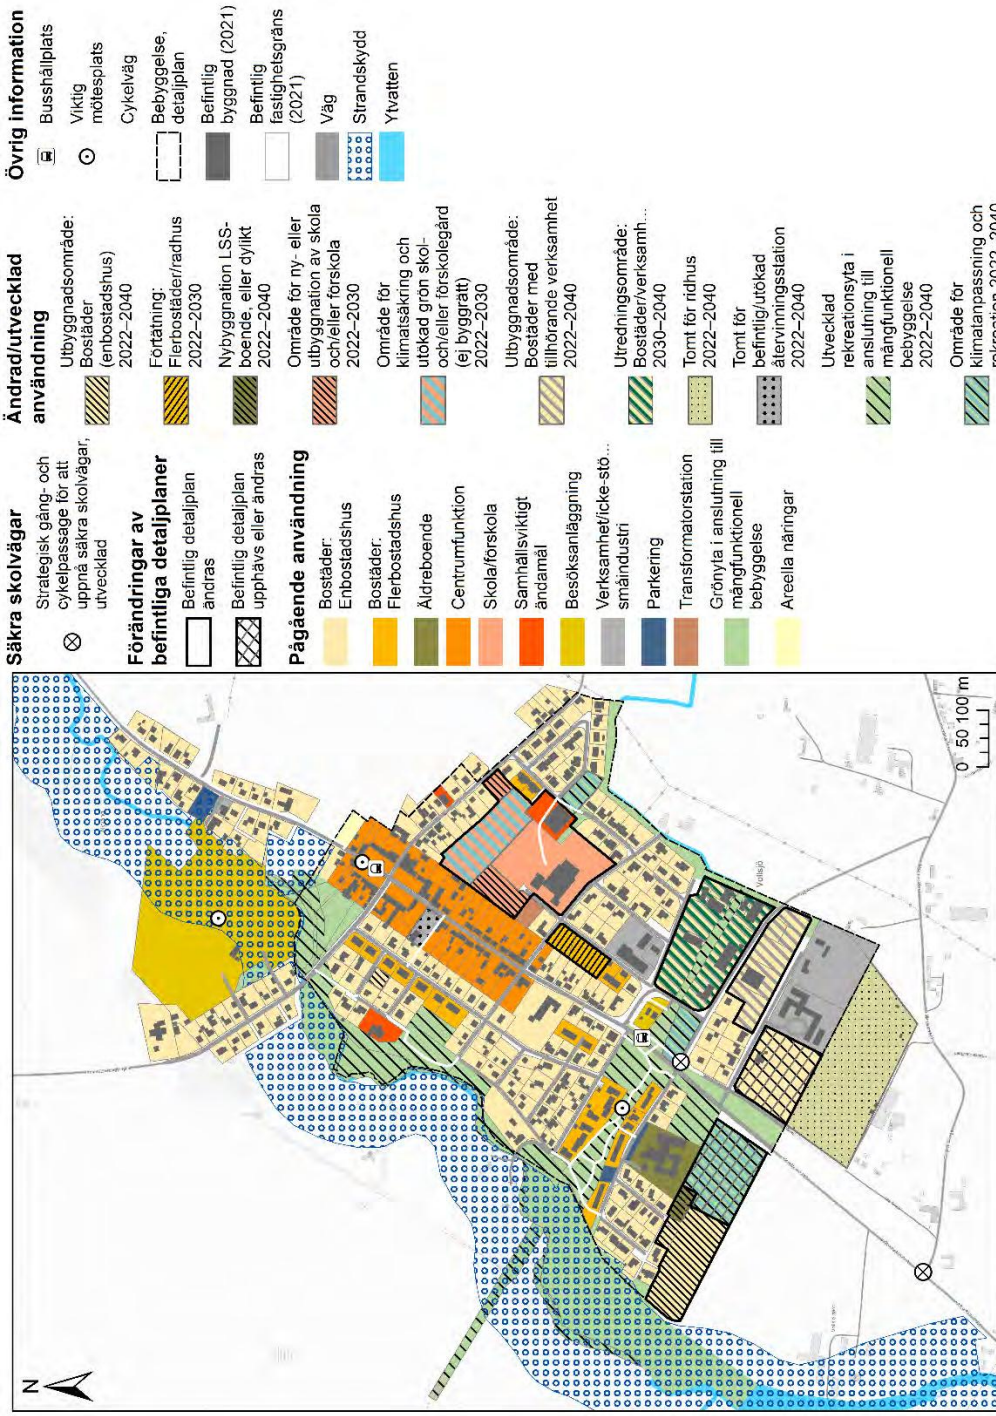 Säkra skolvägar
Strategisk gång- och
cykelpassage för att
uppnå säkra skolvägar,
utvecklad
Förändringar av
befintliga detaljplaner
Befintlig detaljplan
ändras
Befintlig detaljplan
upphävs eller ändras
Pågående användning
Bostäder:
Enbostadshus
Bostäder:
Flerbostadshus
Äldreboende
Centrumfunktion
Skola/förskola
Samhällsviktigt
ändamål
Besöksanläggning
Verksamhet/icke-stö...
småindustri
Parkering
Transformatorstation
Grönyta i anslutning till
mångfunktionell
bebyggelse
Areella näringar
Ändrad/utvecklad
användning
Utbyggnadsområde:
Bostäder
(enbostadshus)
2022–2040
Förtätning:
Flerbostäder/radhus
2022–2030
Nybyggnation LSS-
boende, eller dylikt
2022–2040
Område för ny- eller
utbyggnation av skola
och/eller förskola
2022–2030
Område för
klimatsäkring och
utökad grön skol-
och/eller förskolegård
(ej byggrätt)
2022–2030
Utbyggnadsområde:
Bostäder med
tillhörande verksamhet
2022–2040
Utredningsområde:
Bostäder/verksamh...
2030–2040
Tomt för ridhus
2022–2040
Tomt för
befintlig/utökad
återvinningsstation
2022–2040
Utvecklad
rekreationsyta i
anslutning till
mångfunktionell
bebyggelse
2022–2040
Område för
klimatanpassning och
rekreation 2022–2040
Övrig information
Busshållplats
Viktig
mötesplats
Cykelväg
Bebyggelse,
detaljplan
Befintlig
byggnad (2021)
Befintlig
fastighetsgräns
(2021)
Väg
Strandskydd
Ytvatten
N
Vollsjö
0 50 100 m